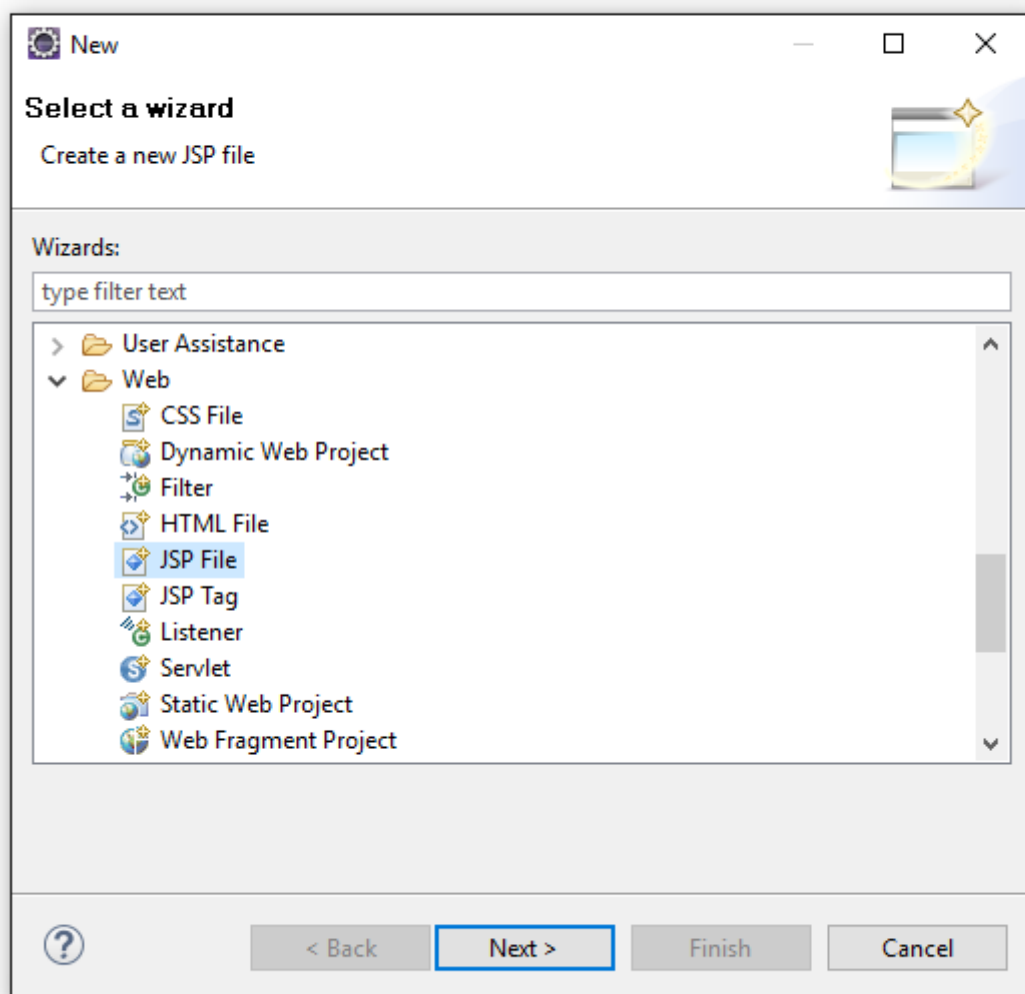 New
Select a wizard
Create a new JSP file
Wizards:
type filter text
User Assistance
Web
CSS File
Dynamic Web Project
Filter
HTML File
JSP File
JSP Tag
Listener
Servlet
Static Web Project
Web Fragment Project
? < Back Next > Finish Cancel